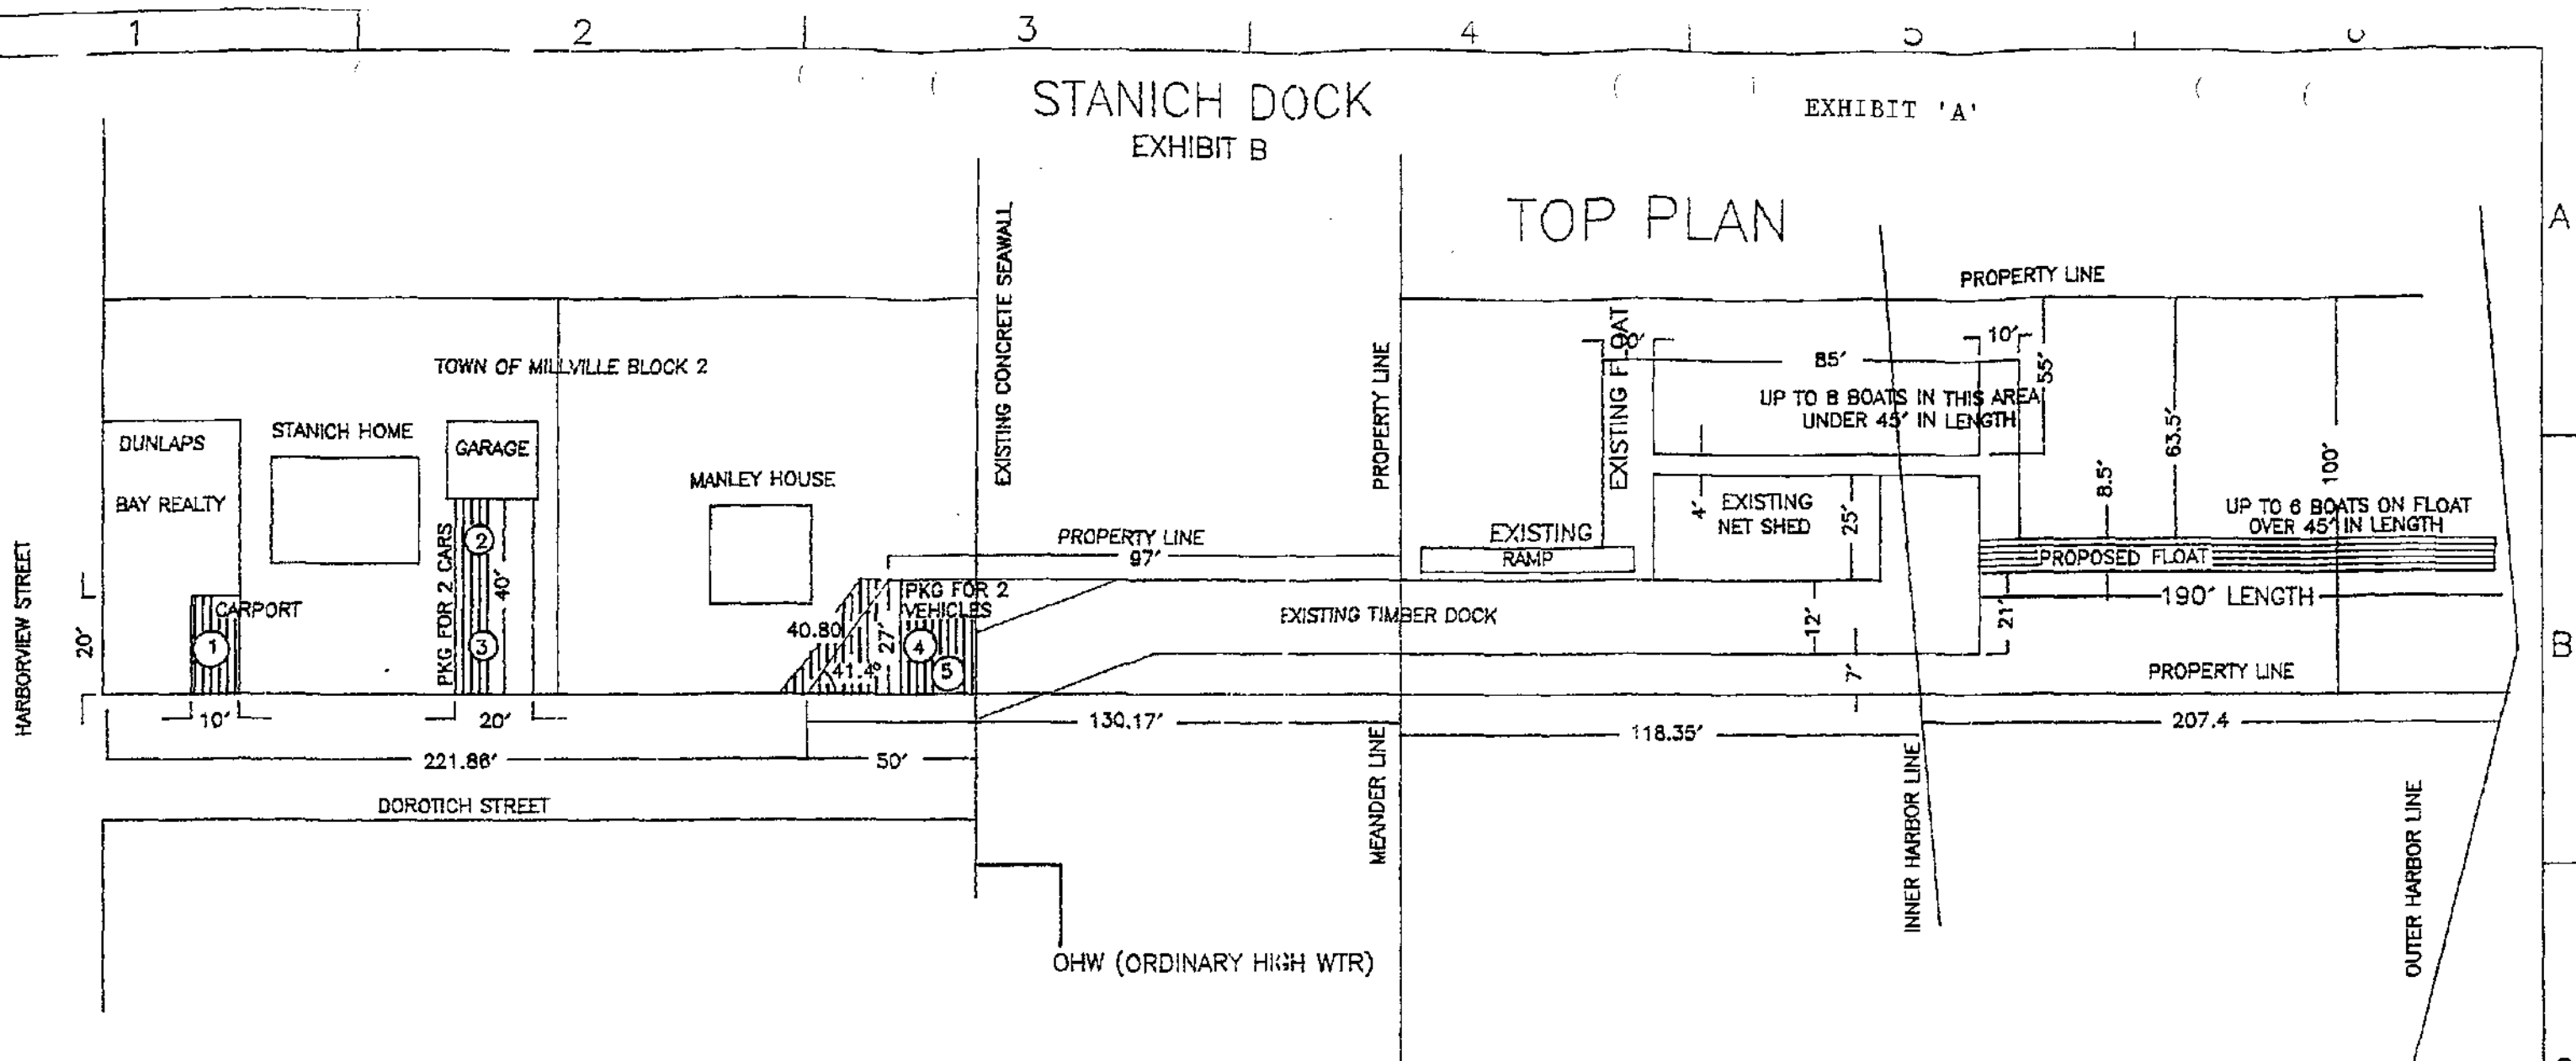 1 2 3 4
STANICH DOCK
EXHIBIT B
EXHIBIT 'A'
TOP PLAN
A
B
HARBORVIEW STREET
20'
DUNLAPS
BAY REALTY
CARPORT
1
10'
STANICH HOME
TOWN OF MILLVILLE BLOCK 2
GARAGE
PKG FOR 2 CARS
2
40'
3
20'
MANLEY HOUSE
40.80
41.4°
27'
PKG FOR 2
VEHICLES
4
5
221.86'
50'
DOROTICH STREET
EXISTING CONCRETE SEAWALL
PROPERTY LINE
97'
130.17'
OHW (ORDINARY HIGH WTR)
PROPERTY LINE
MEANDER LINE
EXISTING
RAMP
EXISTING TIMBER DOCK
EXISTING FLOAT
8'
85'
10'
55'
UP TO 8 BOATS IN THIS AREA
UNDER 45' IN LENGTH
4'
EXISTING
NET SHED
25'
12'
7'
21'
118.35'
INNER HARBOR LINE
PROPERTY LINE
8.5'
63.5'
100'
UP TO 6 BOATS ON FLOAT
OVER 45' IN LENGTH
PROPOSED FLOAT
190' LENGTH
PROPERTY LINE
207.4
OUTER HARBOR LINE